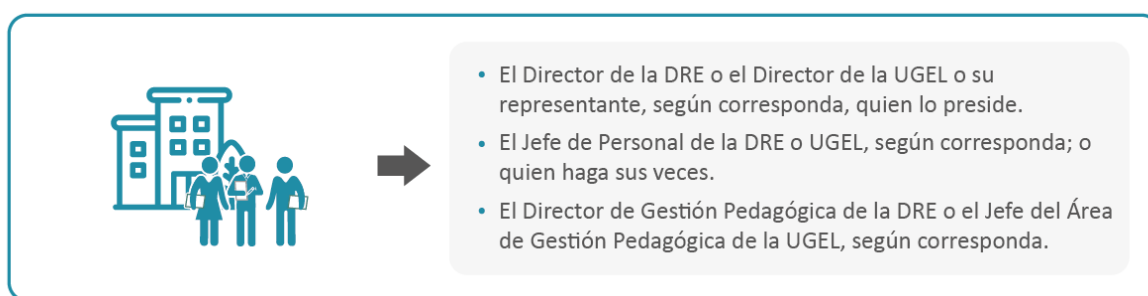 • El Director de la DRE o el Director de la UGEL o su
representante, según corresponda, quien lo preside.
• El Jefe de Personal de la DRE o UGEL, según corresponda; o
quien haga sus veces.
• El Director de Gestión Pedagógica de la DRE o el Jefe del Área
de Gestión Pedagógica de la UGEL, según corresponda.